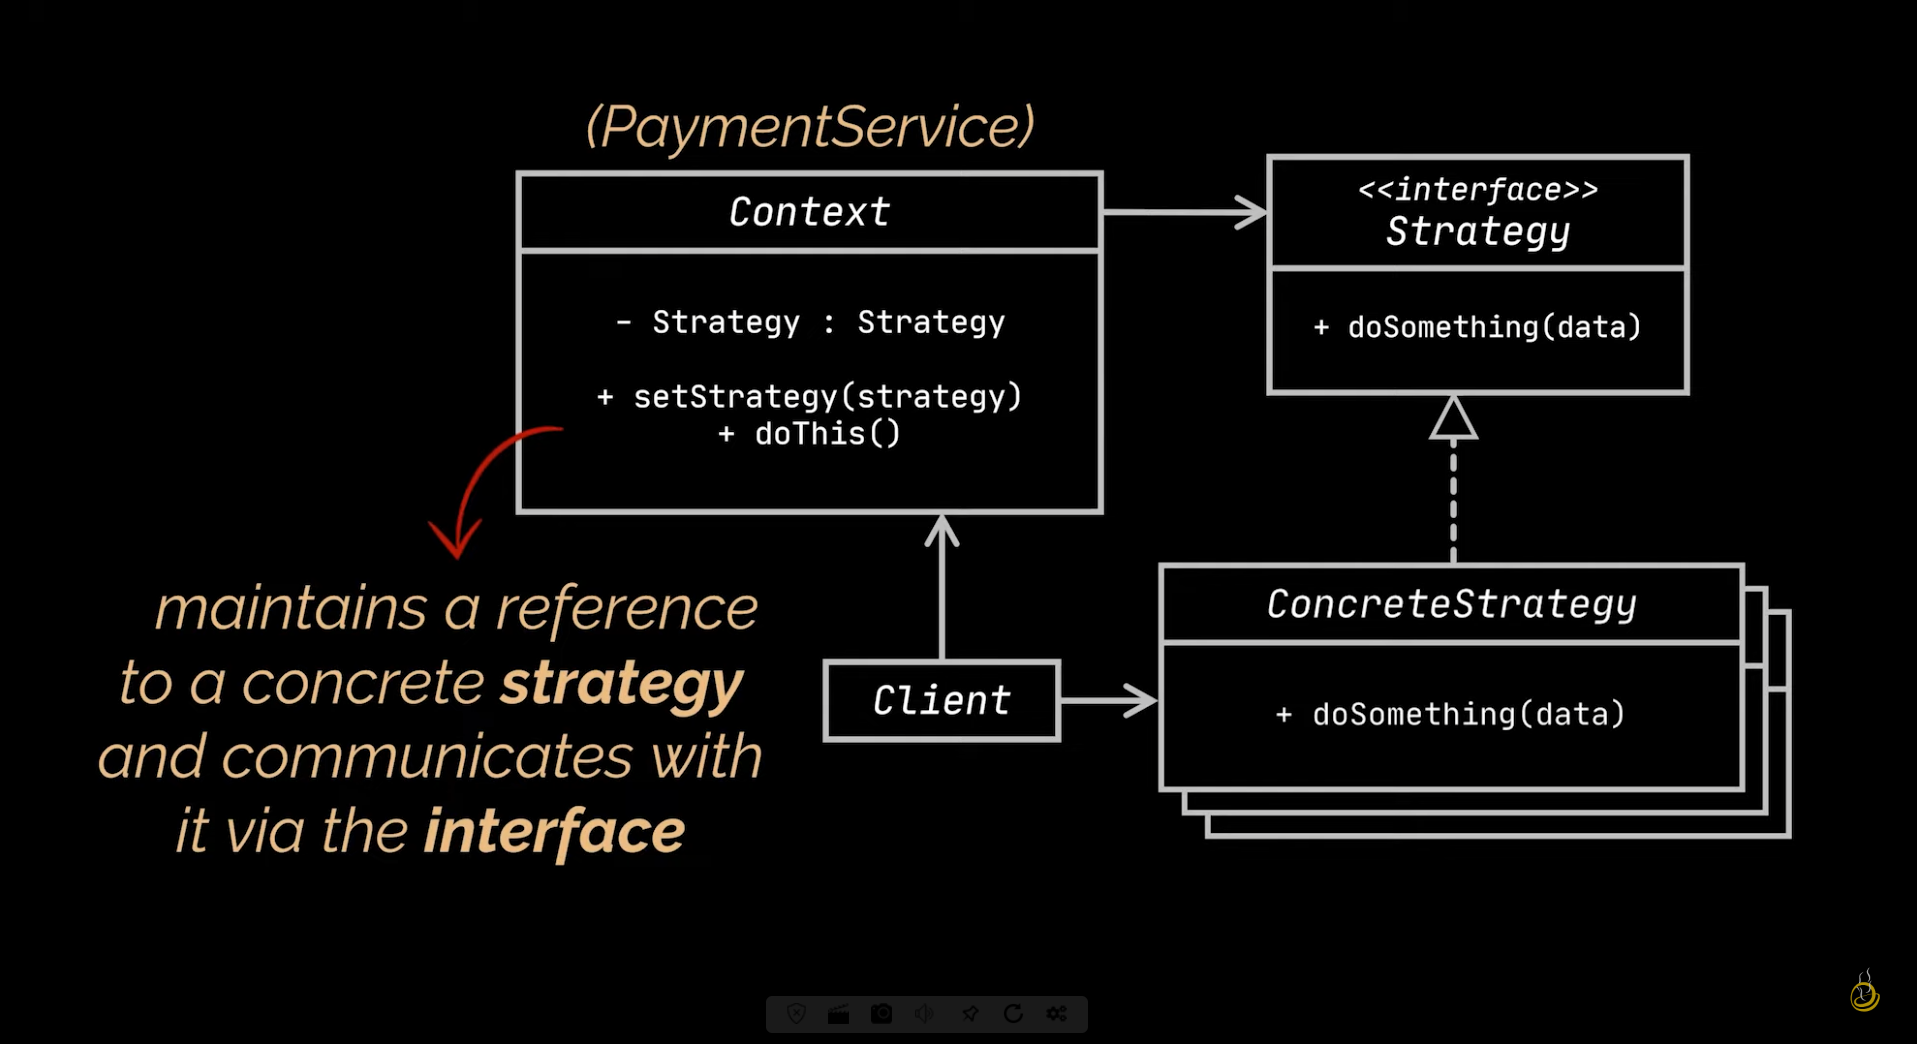 (PaymentService)
Context
- Strategy : Strategy
+ setStrategy(strategy)
+ doThis()
<<interface>>
Strategy
+ doSomething(data)
maintains a reference
to a concrete strategy
and communicates with
it via the interface
Client
ConcreteStrategy
+ doSomething(data)